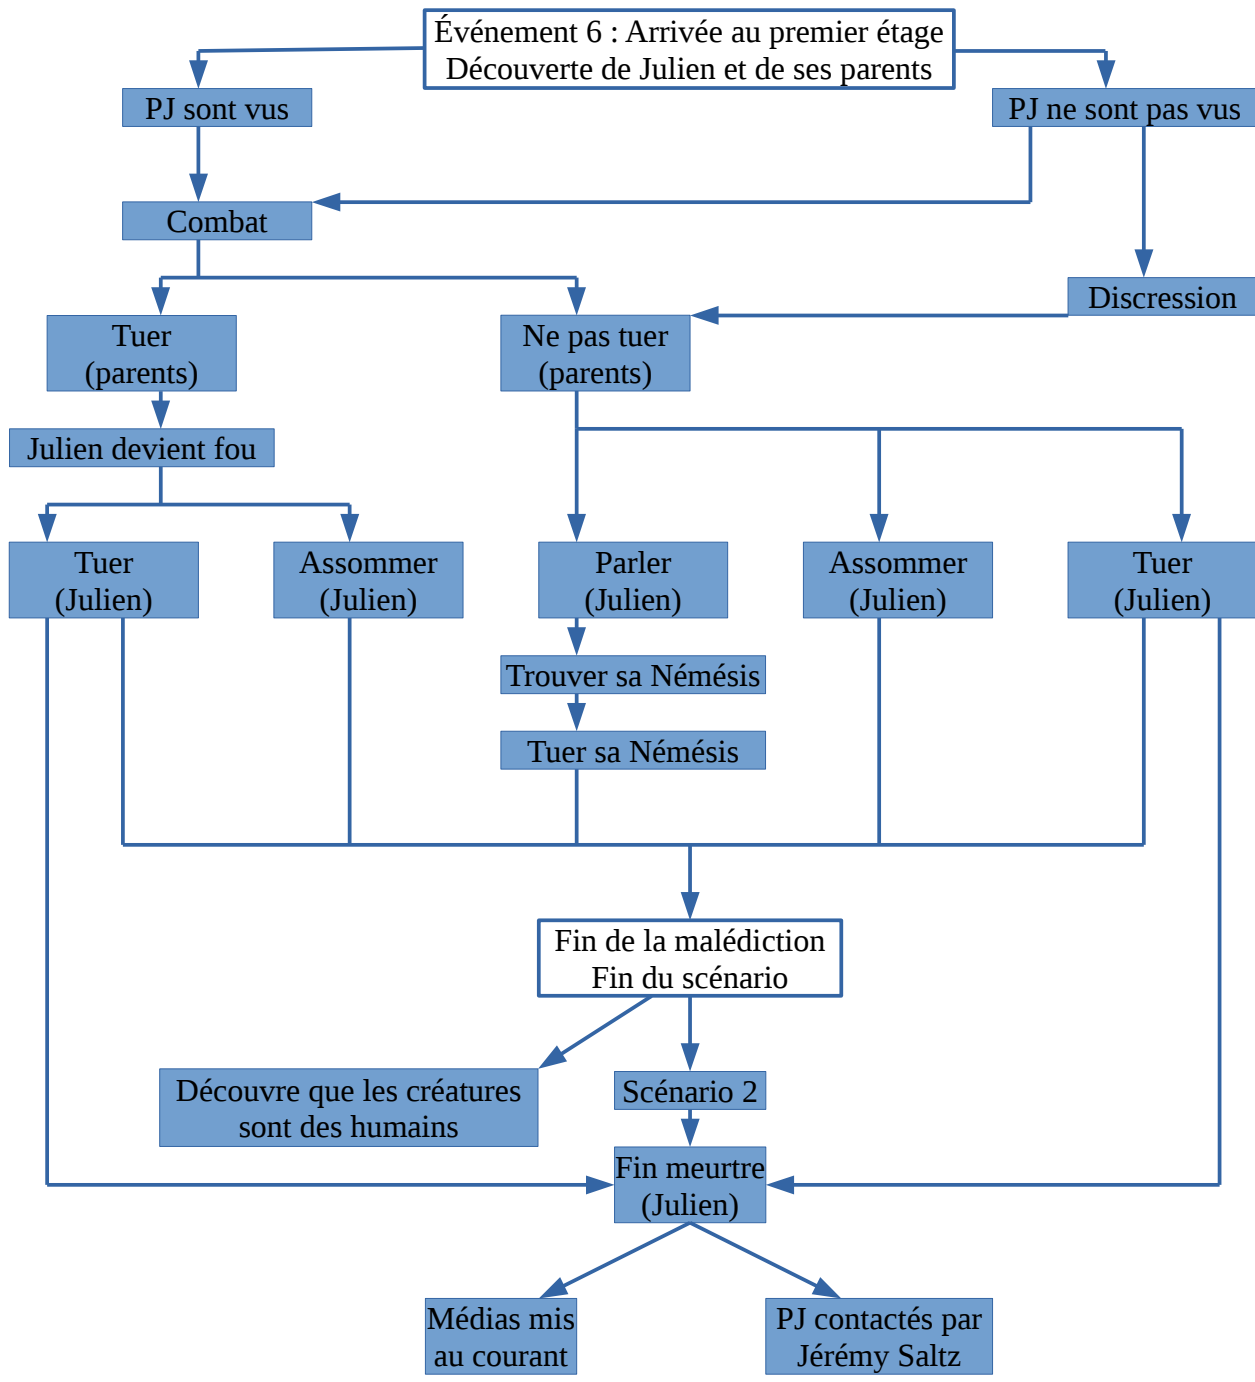 Événement 6 : Arrivée au premier étage
Découverte de Julien et de ses parents
PJ sont vus
PJ ne sont pas vus
Combat
Discression
Tuer
(parents)
Ne pas tuer
(parents)
Julien devient fou
Tuer
(Julien)
Assommer
(Julien)
Parler
(Julien)
Assommer
(Julien)
Tuer
(Julien)
Trouver sa Némésis
Tuer sa Némésis
Fin de la malédiction
Fin du scénario
Découvre que les créatures
sont des humains
Scénario 2
Fin meurtre
(Julien)
Médias mis
au courant
PJ contactés par
Jérémy Saltz